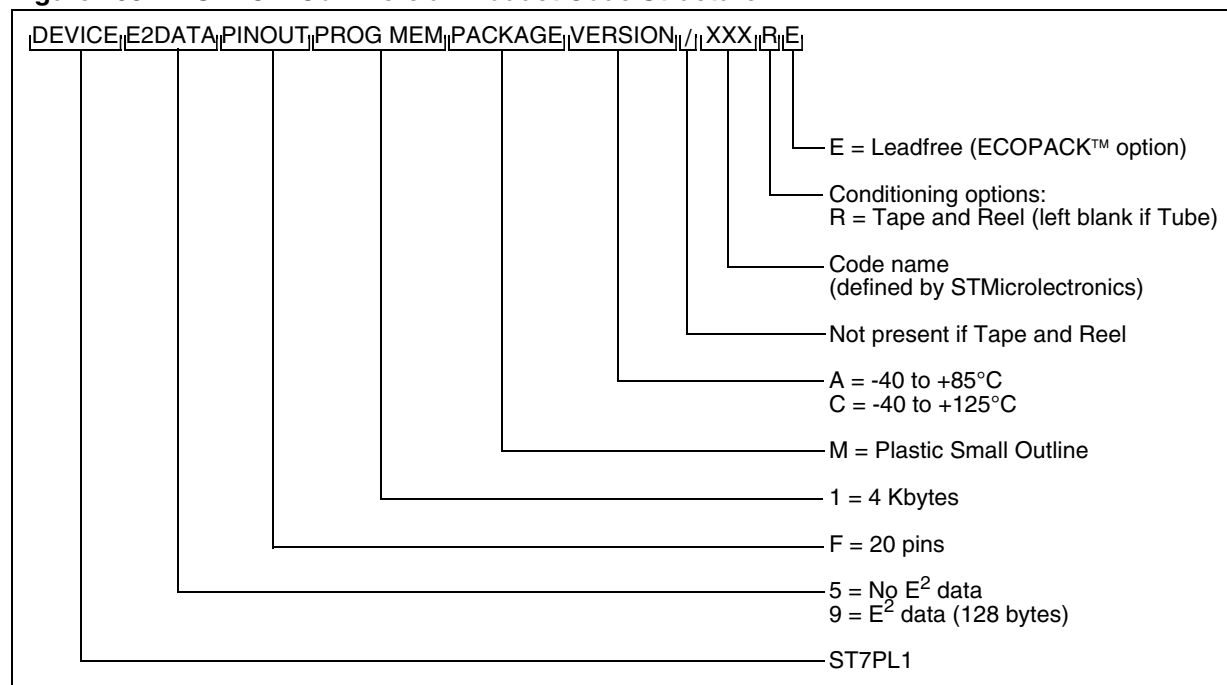 DEVICE E2DATA PINOUT PROG MEM PACKAGE VERSION / XXX R E
E = Leadfree (ECOPACK™ option)
Conditioning options:
R = Tape and Reel (left blank if Tube)
Code name
(defined by STMicrolectronics)
Not present if Tape and Reel
A = -40 to +85°C
C = -40 to +125°C
M = Plastic Small Outline
1 = 4 Kbytes
F = 20 pins
5 = No E² data
9 = E² data (128 bytes)
ST7PL1